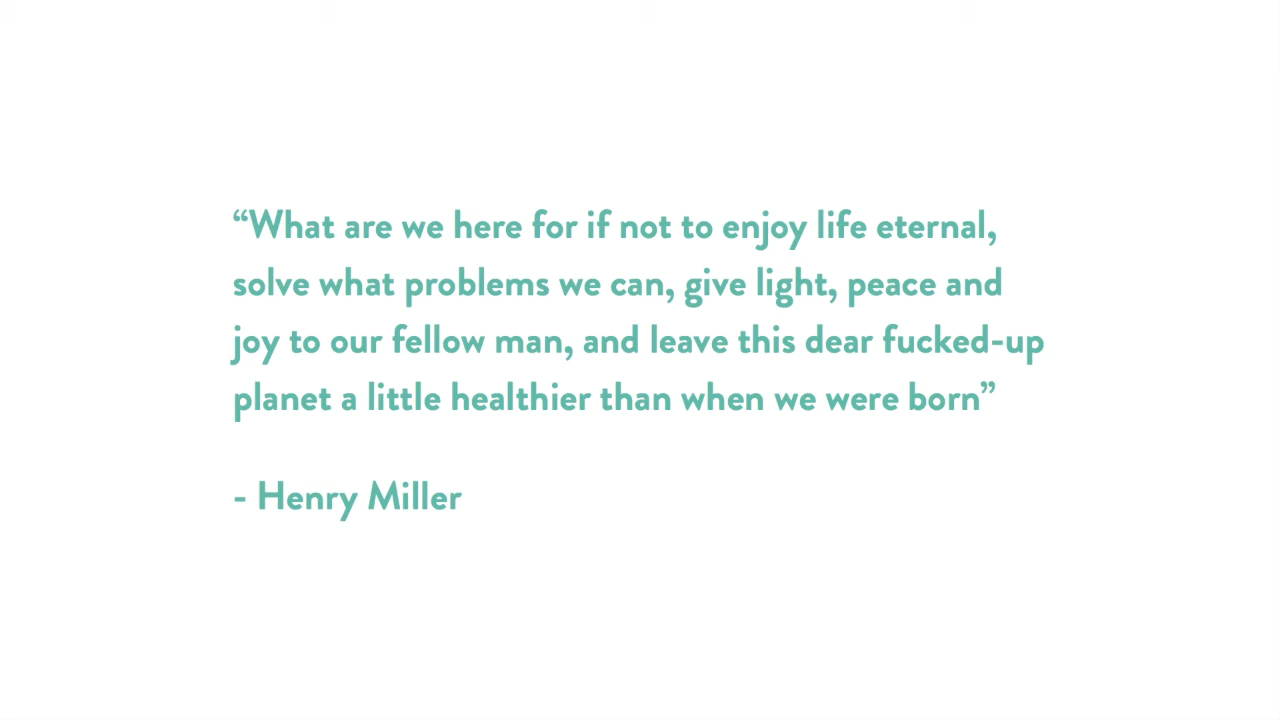 “What are we here for if not to enjoy life eternal,
solve what problems we can, give light, peace and
joy to our fellow man, and leave this dear fucked-up
planet a little healthier than when we were born”
- Henry Miller